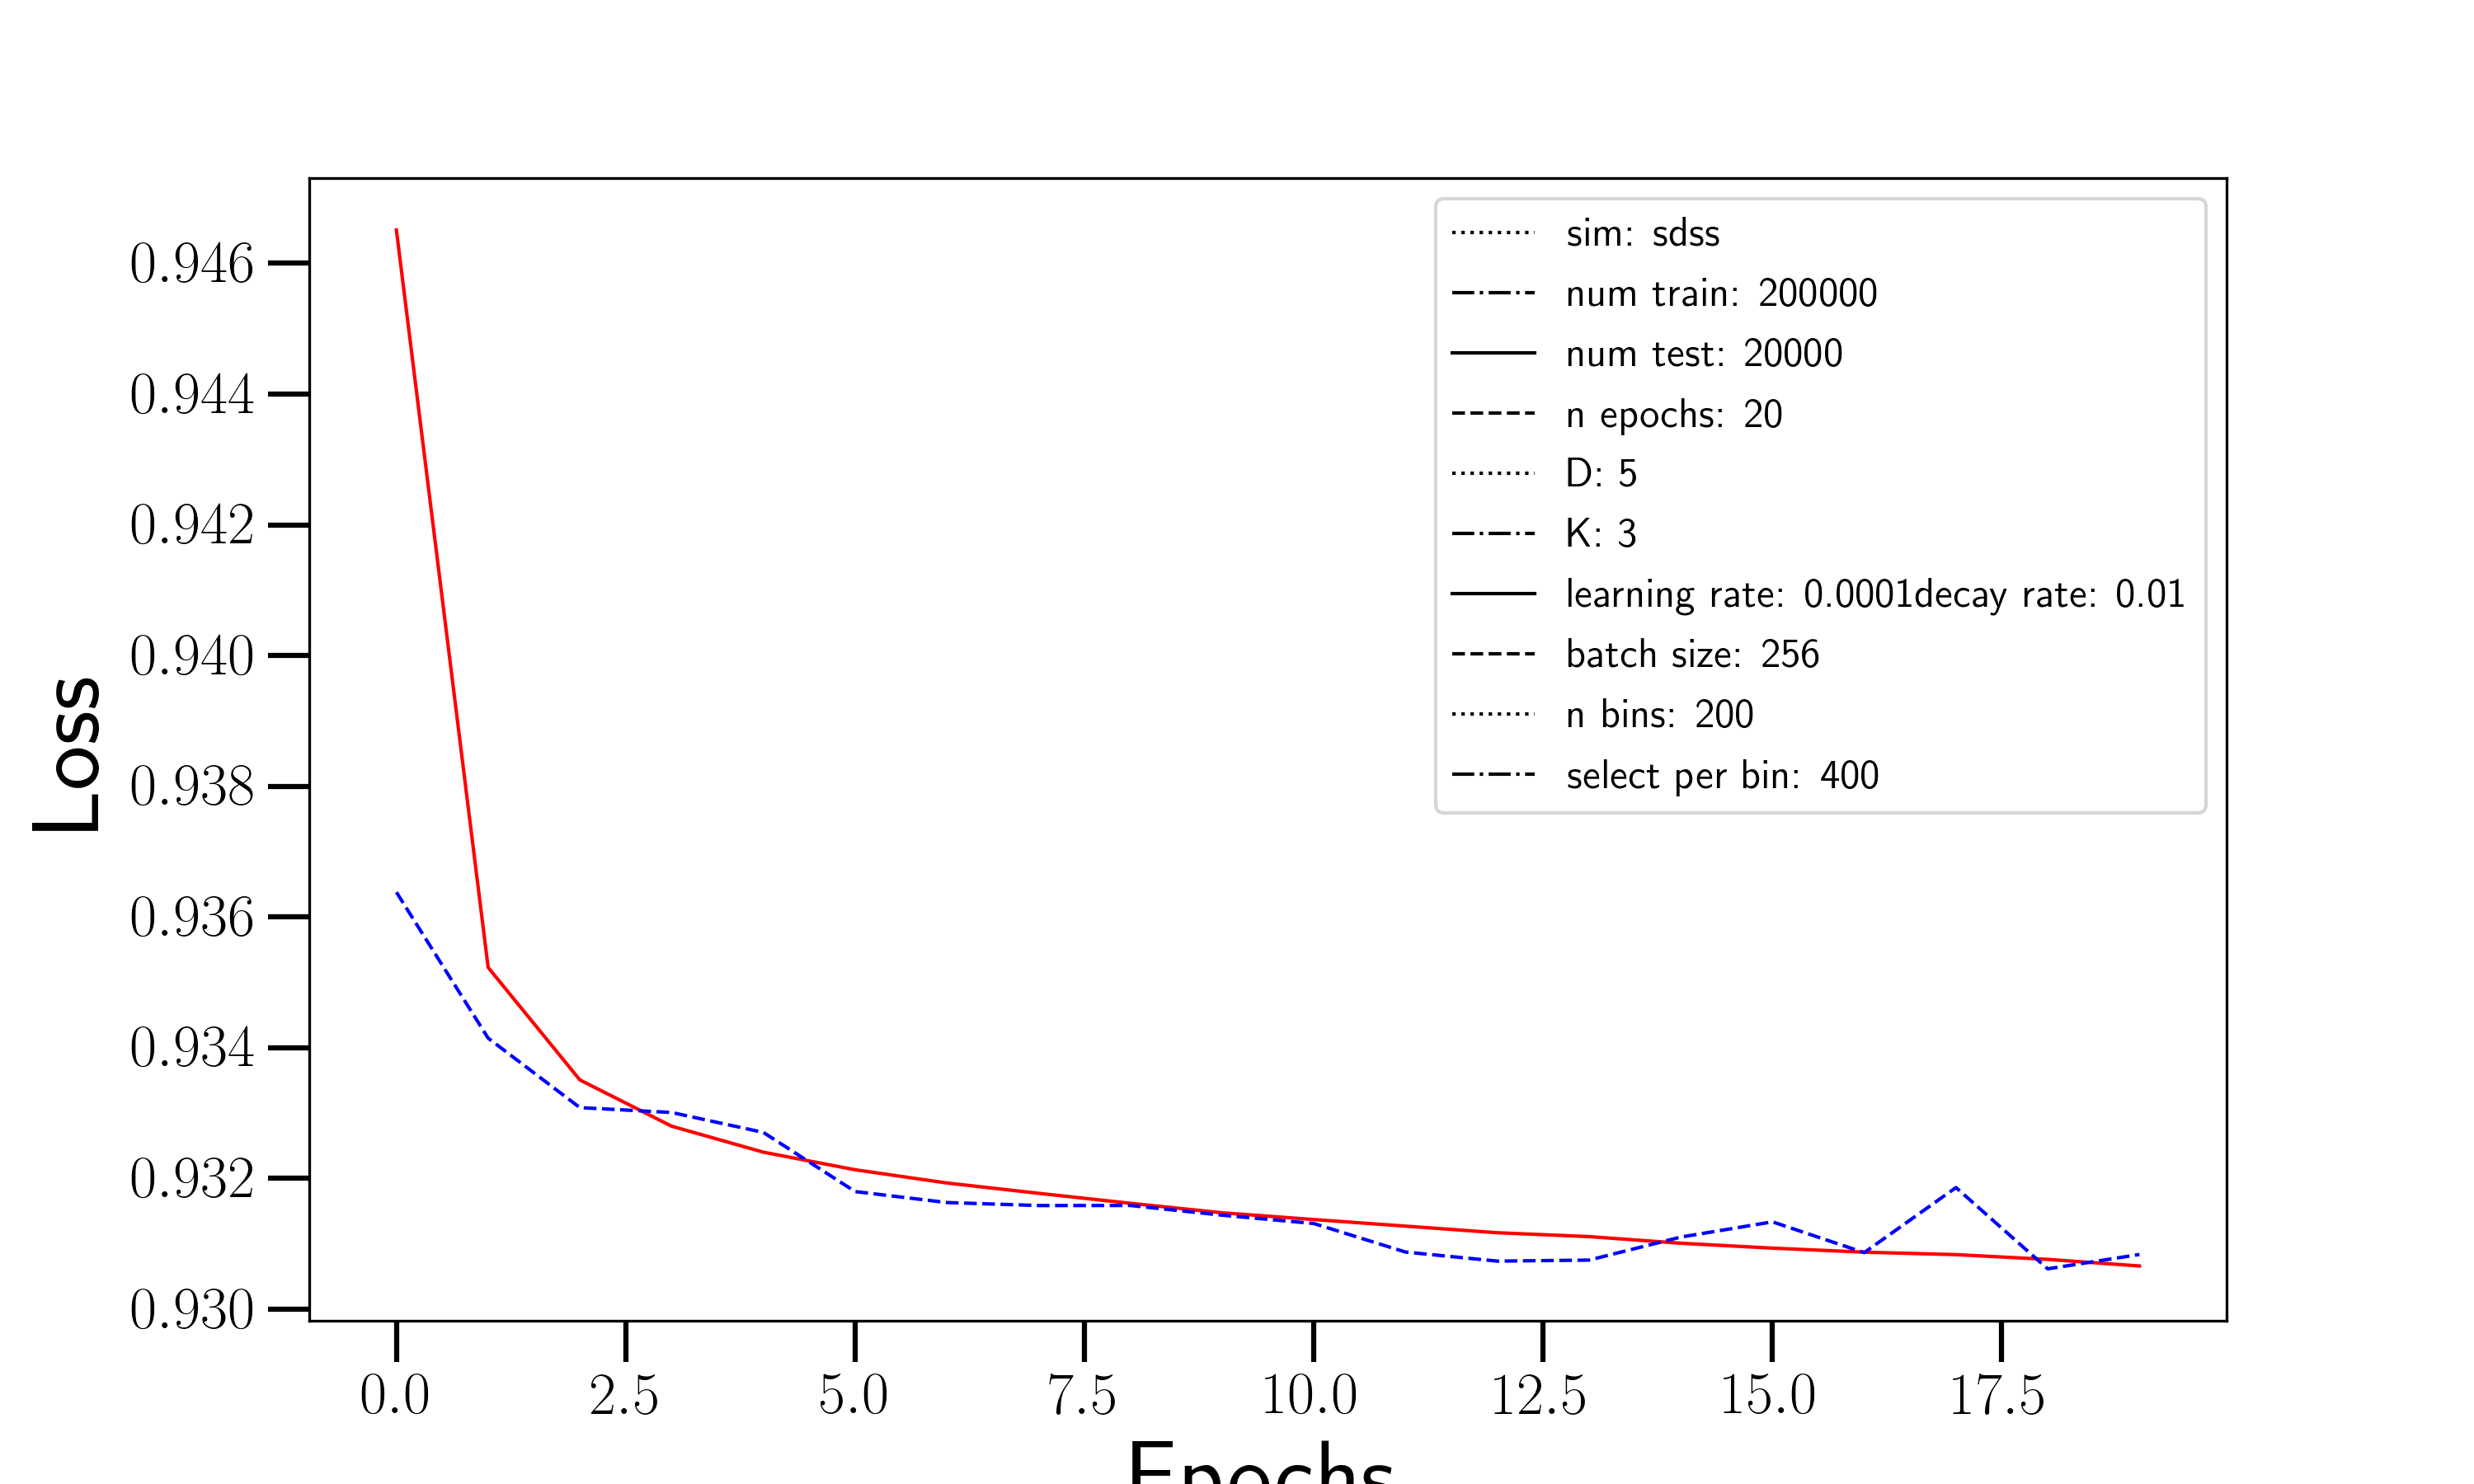 sim: sdss
num train: 200000
num test: 20000
n epochs: 20
D: 5
K: 3
learning rate: 0.0001decay rate: 0.01
batch size: 256
n bins: 200
select per bin: 400
Loss
0.946
0.944
0.942
0.940
0.938
0.936
0.934
0.932
0.930
0.0 2.5 5.0 7.5 10.0 12.5 15.0 17.5
Epochs